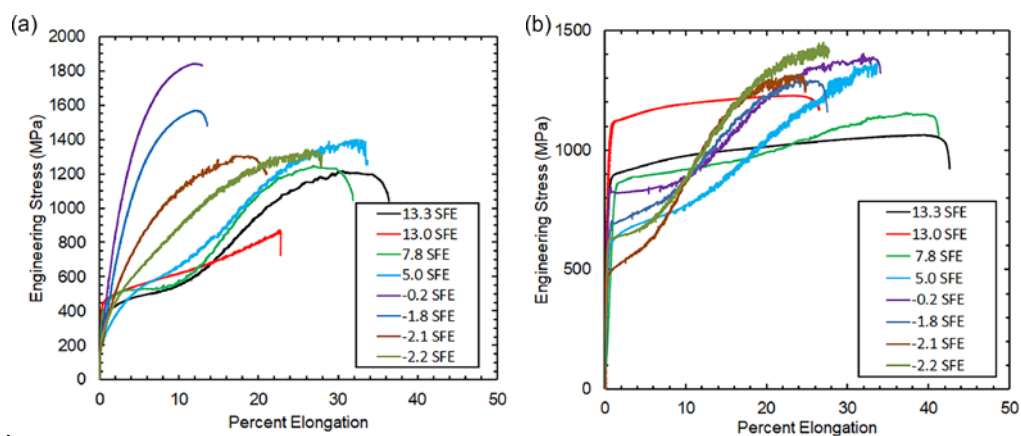 (a)
2000
1800
1600
1400
1200
1000
800
600
400
200
0
Engineering Stress (MPa)
13.3 SFE
13.0 SFE
7.8 SFE
5.0 SFE
-0.2 SFE
-1.8 SFE
-2.1 SFE
-2.2 SFE
0 10 20 30 40 50
Percent Elongation
(b)
1500
1000
500
0
Engineering Stress (MPa)
13.3 SFE
13.0 SFE
7.8 SFE
5.0 SFE
-0.2 SFE
-1.8 SFE
-2.1 SFE
-2.2 SFE
0 10 20 30 40 50
Percent Elongation